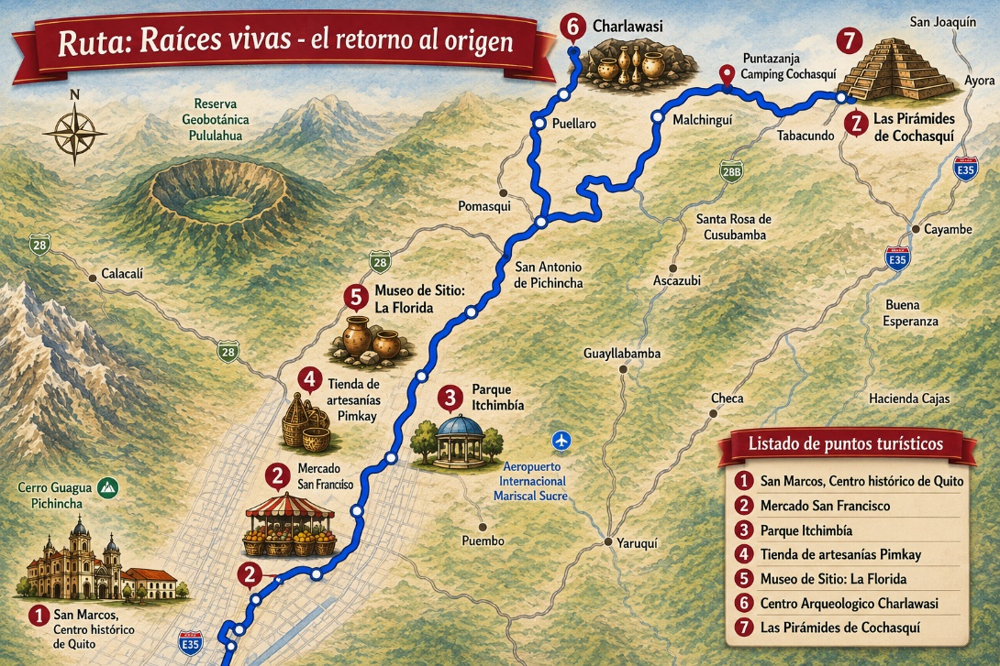 Ruta: Raíces vivas - el retorno al origen
N
Reserva
Geobotánica
Pululahua
6
Charlawasi
7
San Joaquín
Puntazanja
Camping Cochasquí
Ayora
Puellaro
Malchinguí
Tabacundo
Z
Las Pirámides
de Cochasquí
28B
E35
Pomasqui
Santa Rosa de
Cusubamba
Cayambe
28
Calacalí
28
San Antonio
de Pichincha
E35
Ascazubi
5
Museo de Sitio:
La Florida
Buena
Esperanza
28
Guayllabamba
4
Tienda de
artesanías
Pimkay
3
Parque
Itchimbía
Checa
Hacienda Cajas
2
Mercado
San Franciiso
Aeropuerto
Internacional
Mariscal Sucre
Cerro Guagua
Pichincha
Puembo
Yaruquí
2
1
San Marcos,
Centro histórico
de Quito
E35
Listado de puntos turísticos
1 San Marcos, Centro histórico de Quito
2 Mercado San Francisco
3 Parque Itchimbía
4 Tienda de artesanías Pimkay
5 Museo de Sitio: La Florida
6 Centro Arqueologico Charlawasi
7 Las Pirámides de Cochasquí